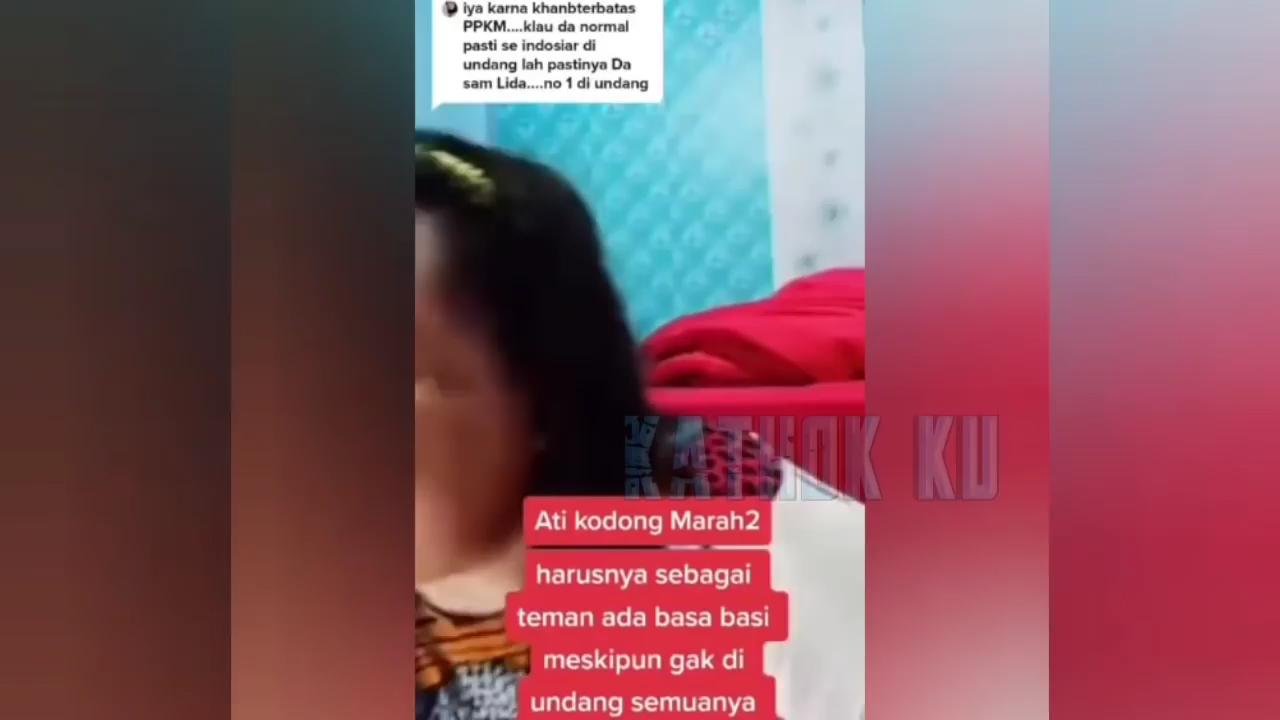 iya karna khanbterbatas
PPKM....klau da normal
pasti se indosiar di
undang lah pastinya Da
sam Lida....no 1 di undang
KATHOK KU
Ati kodong Marah2
harusnya sebagai
teman ada basa basi
meskipun gak di
undang semuanya